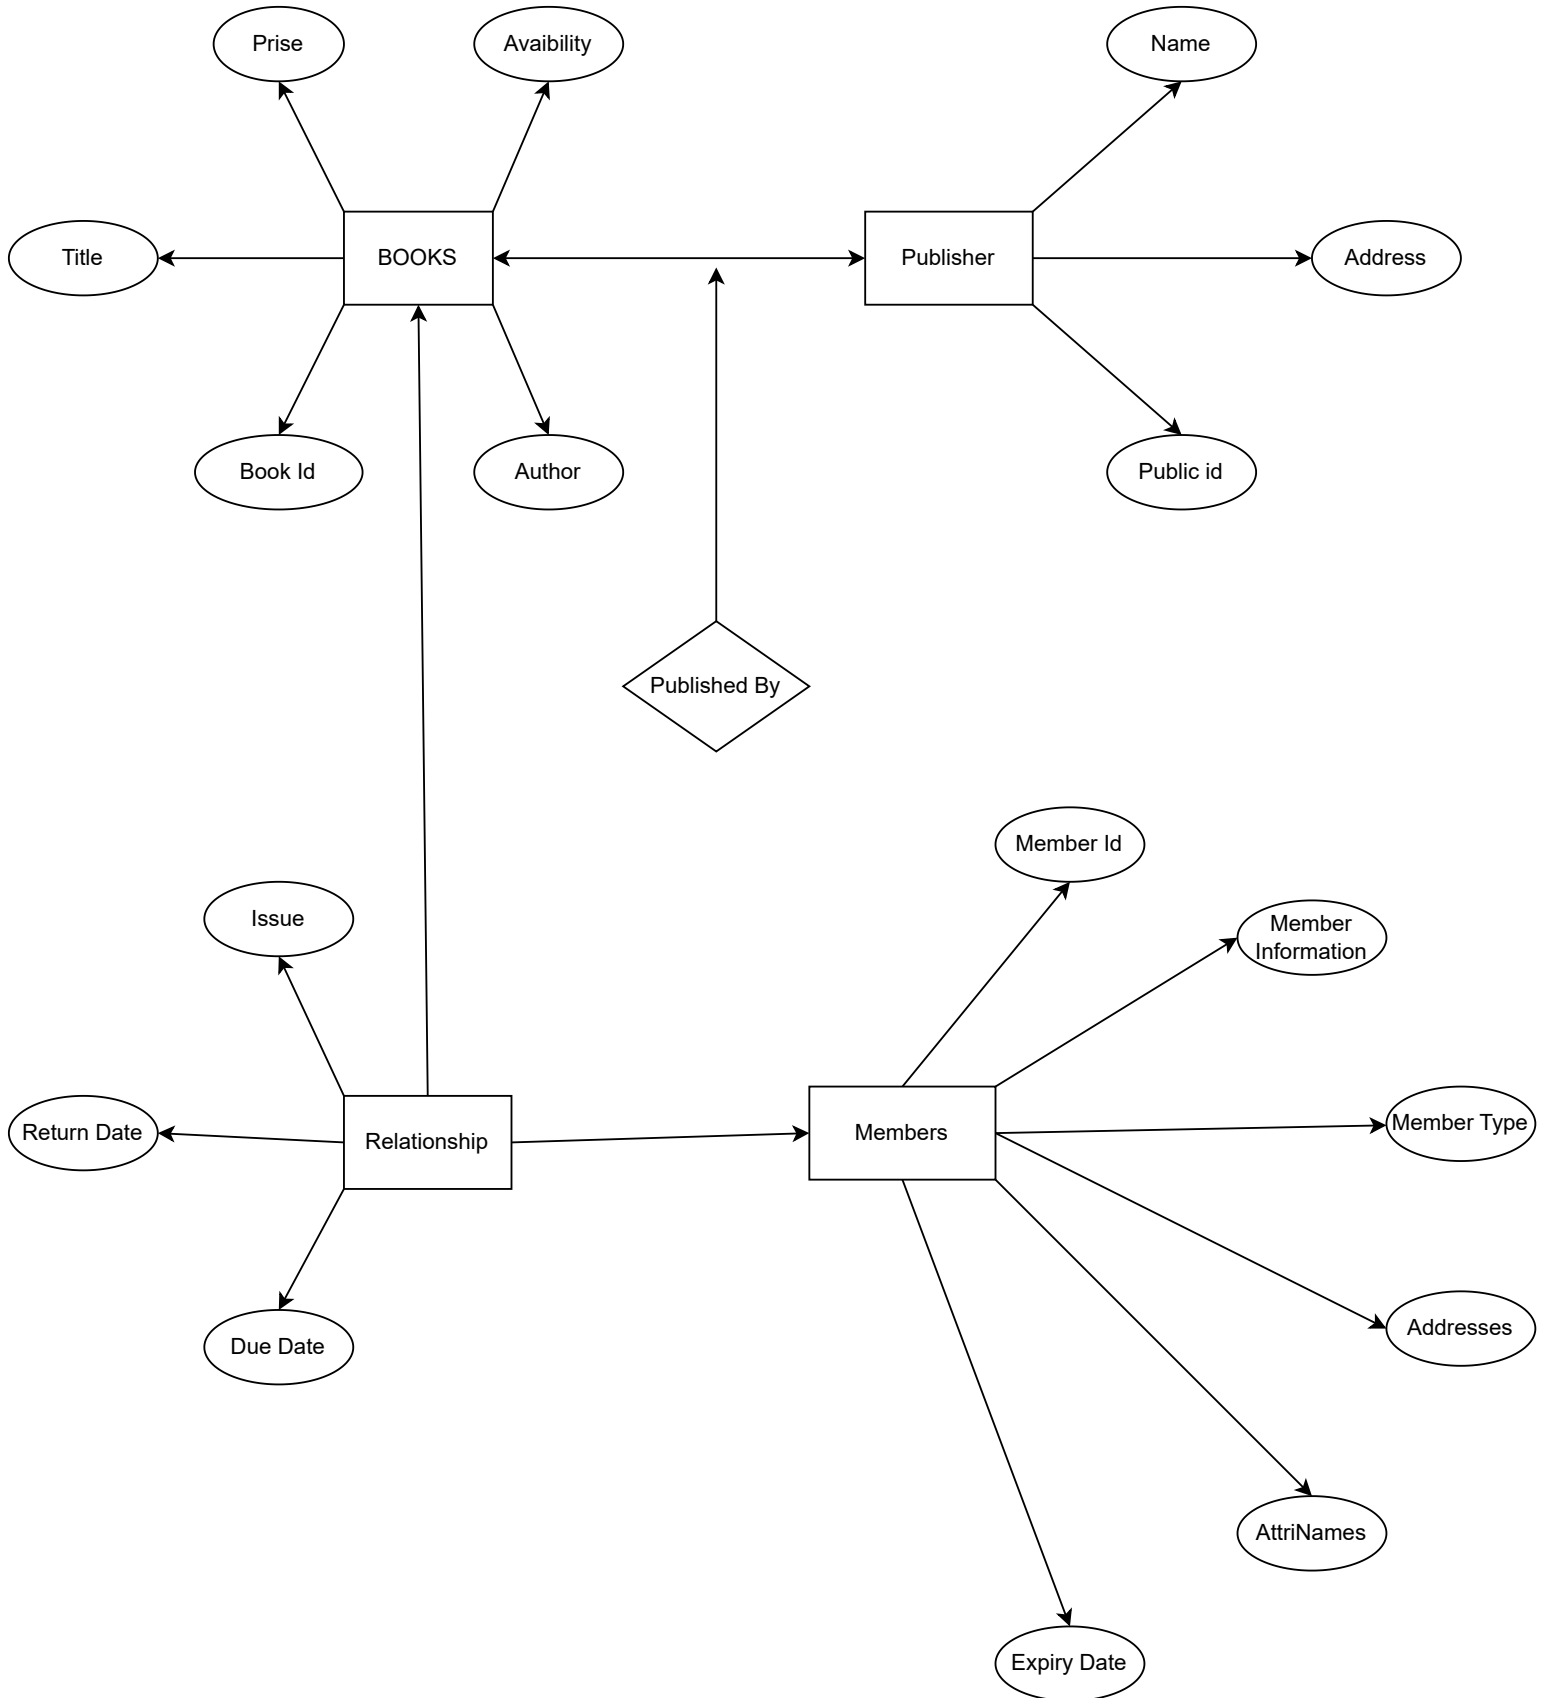 Prise
Avaibility
Name
Title
BOOKS
Publisher
Address
Book Id
Author
Public id
Published By
Member Id
Issue
Member
Information
Return Date
Relationship
Members
Member Type
Due Date
Addresses
AttriNames
Expiry Date